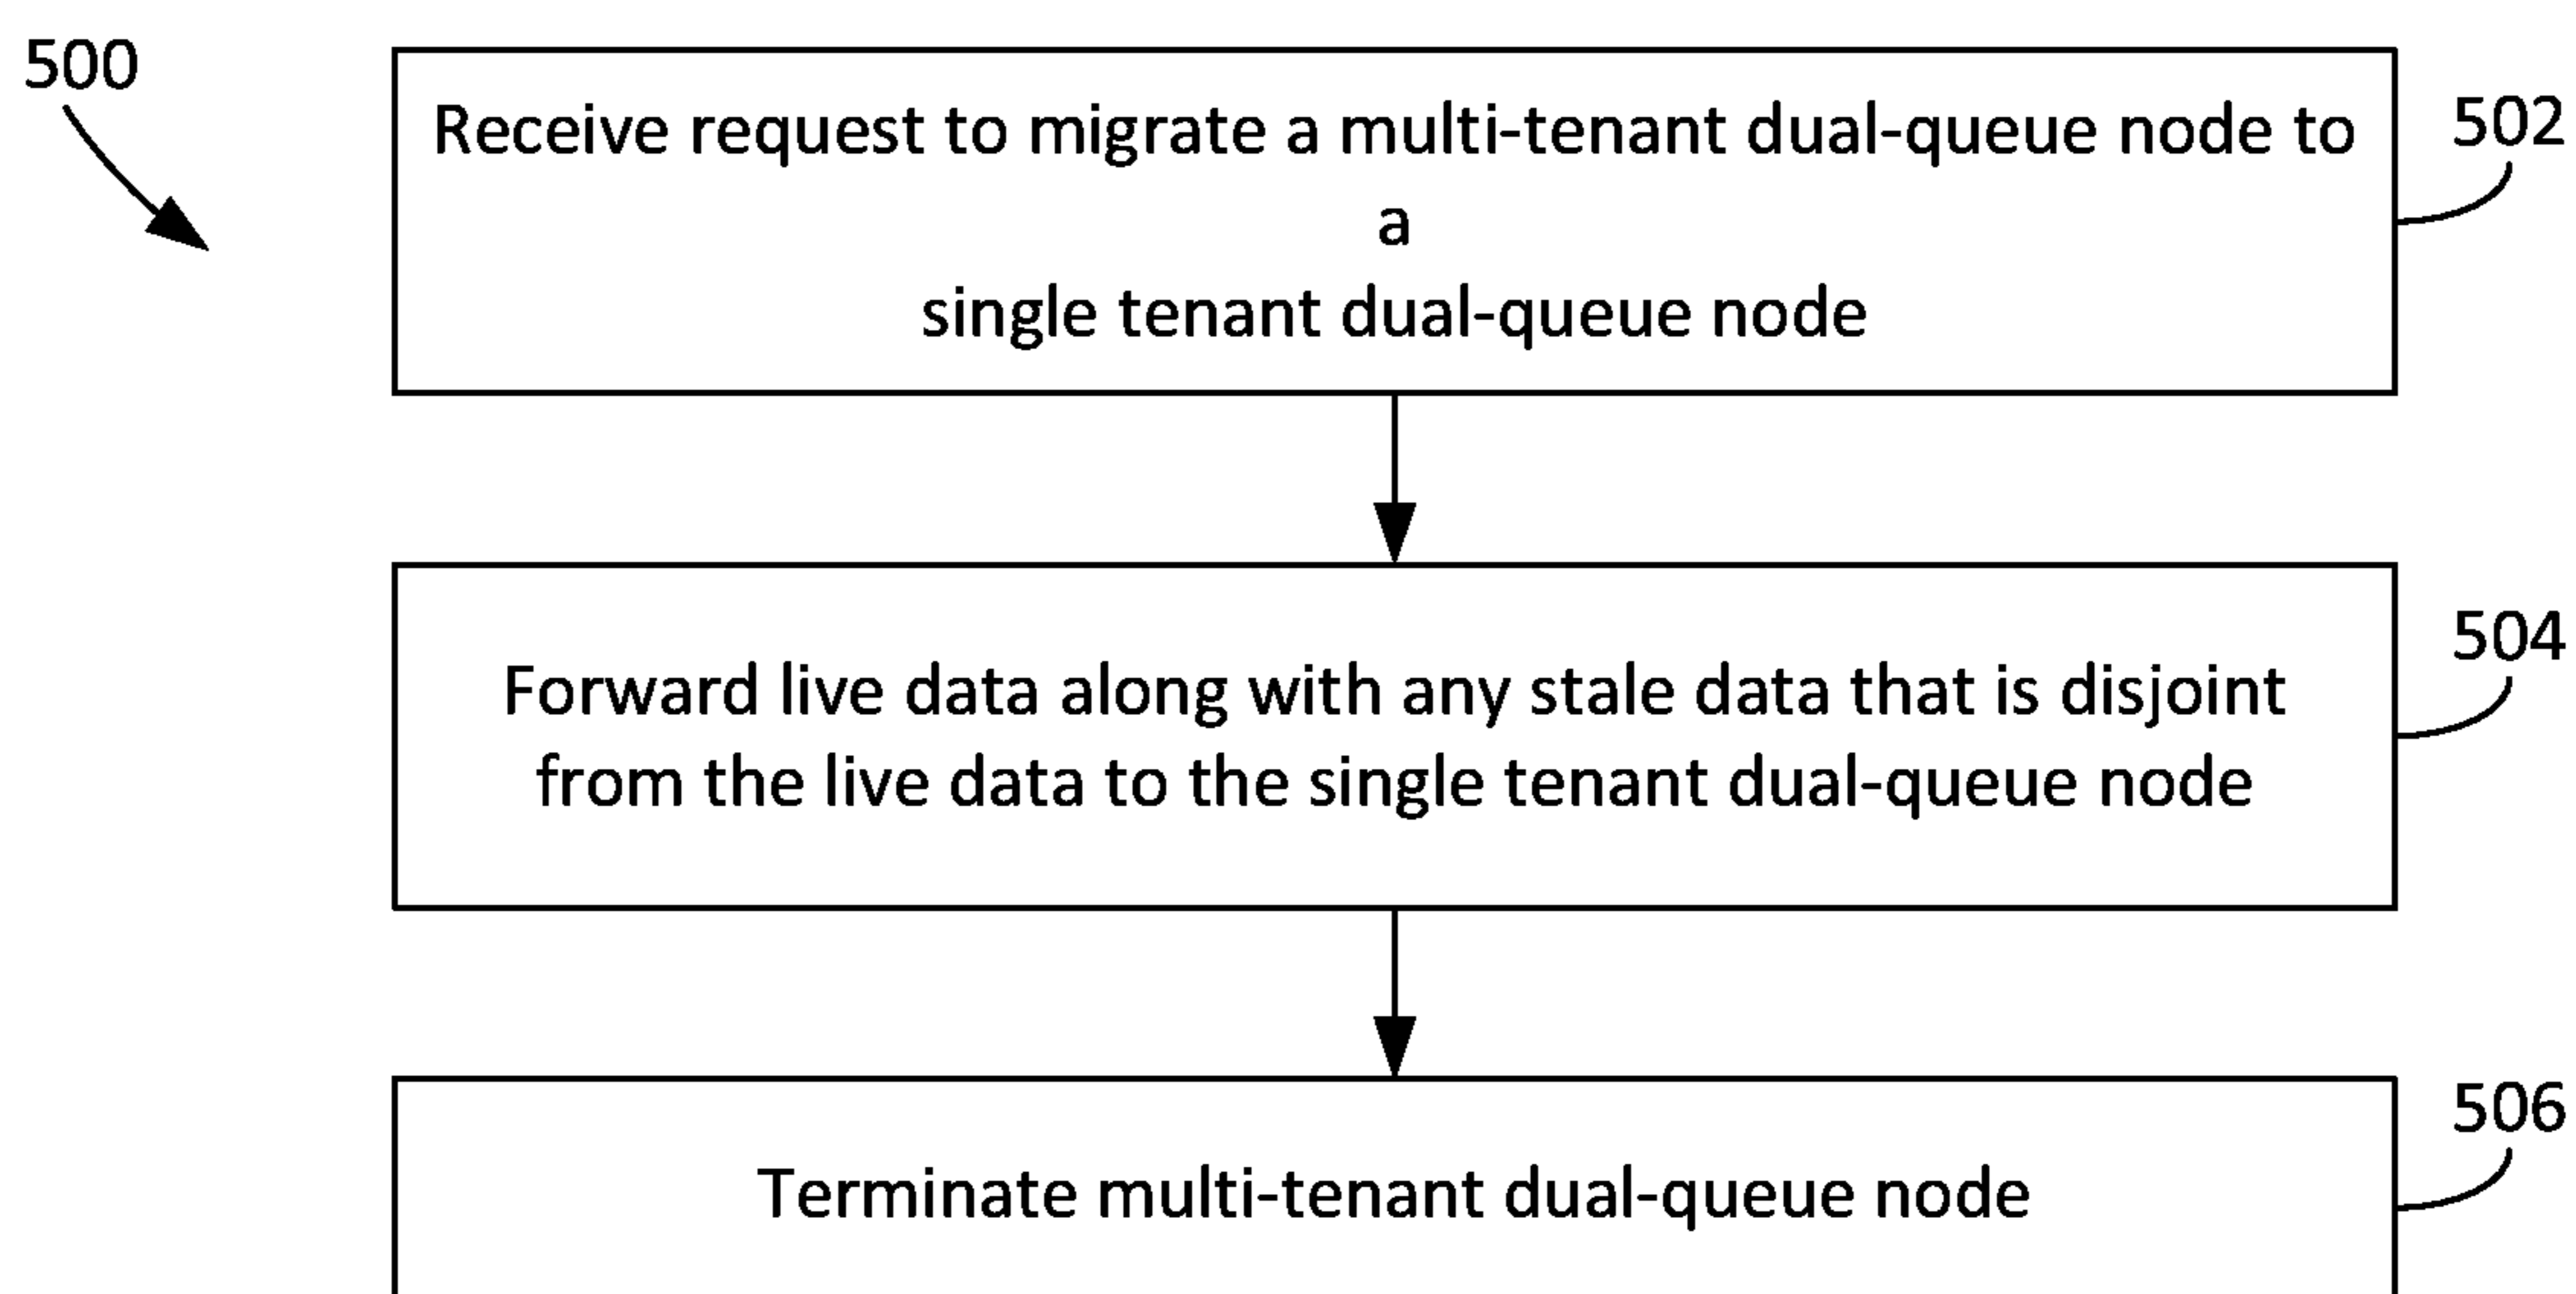 500
Receive request to migrate a multi-tenant dual-queue node to
a
single tenant dual-queue node
502
Forward live data along with any stale data that is disjoint
from the live data to the single tenant dual-queue node
504
Terminate multi-tenant dual-queue node
506